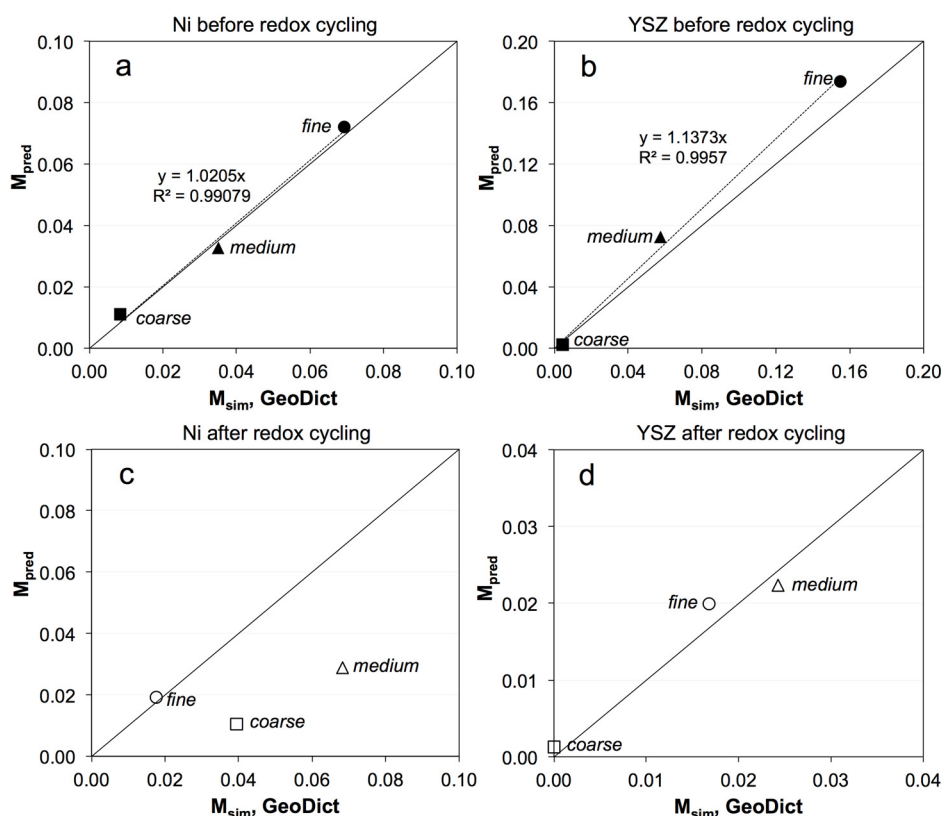 Ni before redox cycling
a
0.10
0.08
0.06
0.04
0.02
0.00
M_pred
fine
y = 1.0205x
R² = 0.99079
medium
coarse
0.00 0.02 0.04 0.06 0.08 0.10
M_sim, GeoDict
YSZ before redox cycling
b
0.20
0.16
0.12
0.08
0.04
0.00
M_pred
fine
y = 1.1373x
R² = 0.9957
medium
coarse
0.00 0.04 0.08 0.12 0.16 0.20
M_sim, GeoDict
Ni after redox cycling
c
0.10
0.08
0.06
0.04
0.02
0.00
M_pred
medium
fine
coarse
0.00 0.02 0.04 0.06 0.08 0.10
M_sim, GeoDict
YSZ after redox cycling
d
0.04
0.03
0.02
0.01
0.00
M_pred
medium
fine
coarse
0.00 0.01 0.02 0.03 0.04
M_sim, GeoDict